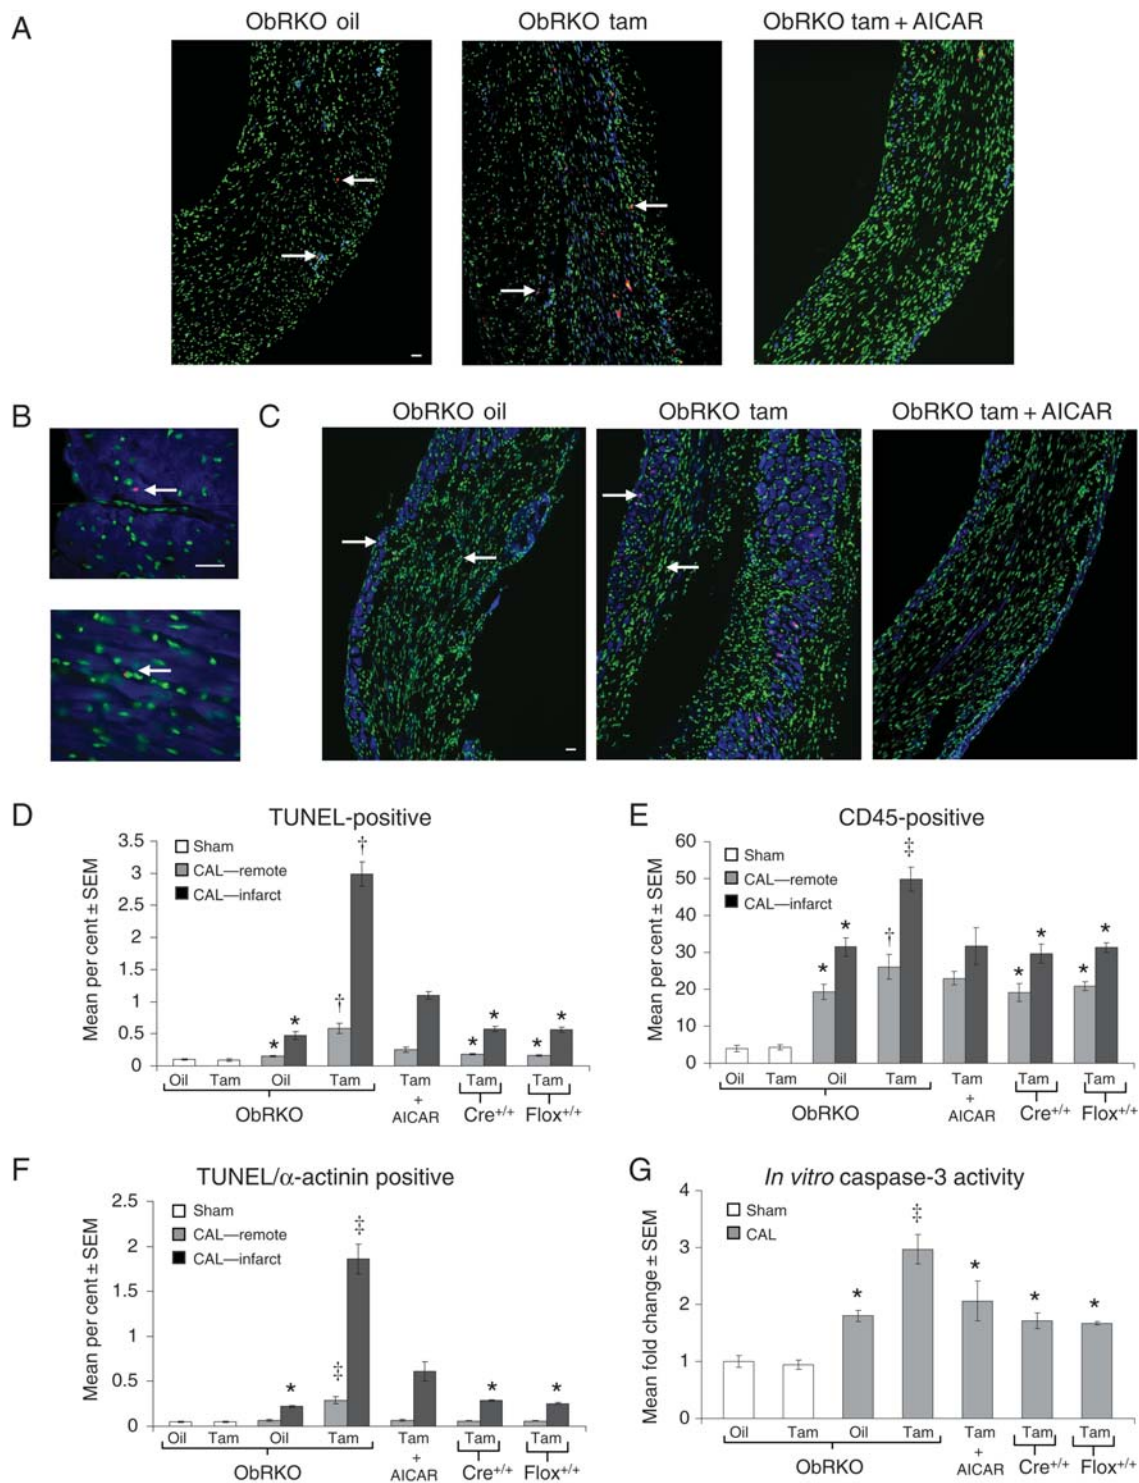 A
ObRKO oil
ObRKO tam
ObRKO tam + AICAR
B
C
ObRKO oil
ObRKO tam
ObRKO tam + AICAR
D
TUNEL-positive
Mean per cent ± SEM
3.5
3
2.5
2
1.5
1
0.5
0
Sham
CAL—remote
CAL—infarct
* * † † * * * *
Oil Tam Oil Tam Tam + AICAR Tam Tam
ObRKO Cre+/+ Flox+/+
E
CD45-positive
Mean per cent ± SEM
60
50
40
30
20
10
0
Sham
CAL—remote
CAL—infarct
* * † ‡ * * * *
Oil Tam Oil Tam Tam + AICAR Tam Tam
ObRKO Cre+/+ Flox+/+
F
TUNEL/α-actinin positive
Mean per cent ± SEM
2.5
2
1.5
1
0.5
0
Sham
CAL—remote
CAL—infarct
* ‡ ‡ * *
Oil Tam Oil Tam Tam + AICAR Tam Tam
ObRKO Cre+/+ Flox+/+
G
In vitro caspase-3 activity
Mean fold change ± SEM
4
3
2
1
0
Sham
CAL
* ‡ * * *
Oil Tam Oil Tam Tam + AICAR Tam Tam
ObRKO Cre+/+ Flox+/+